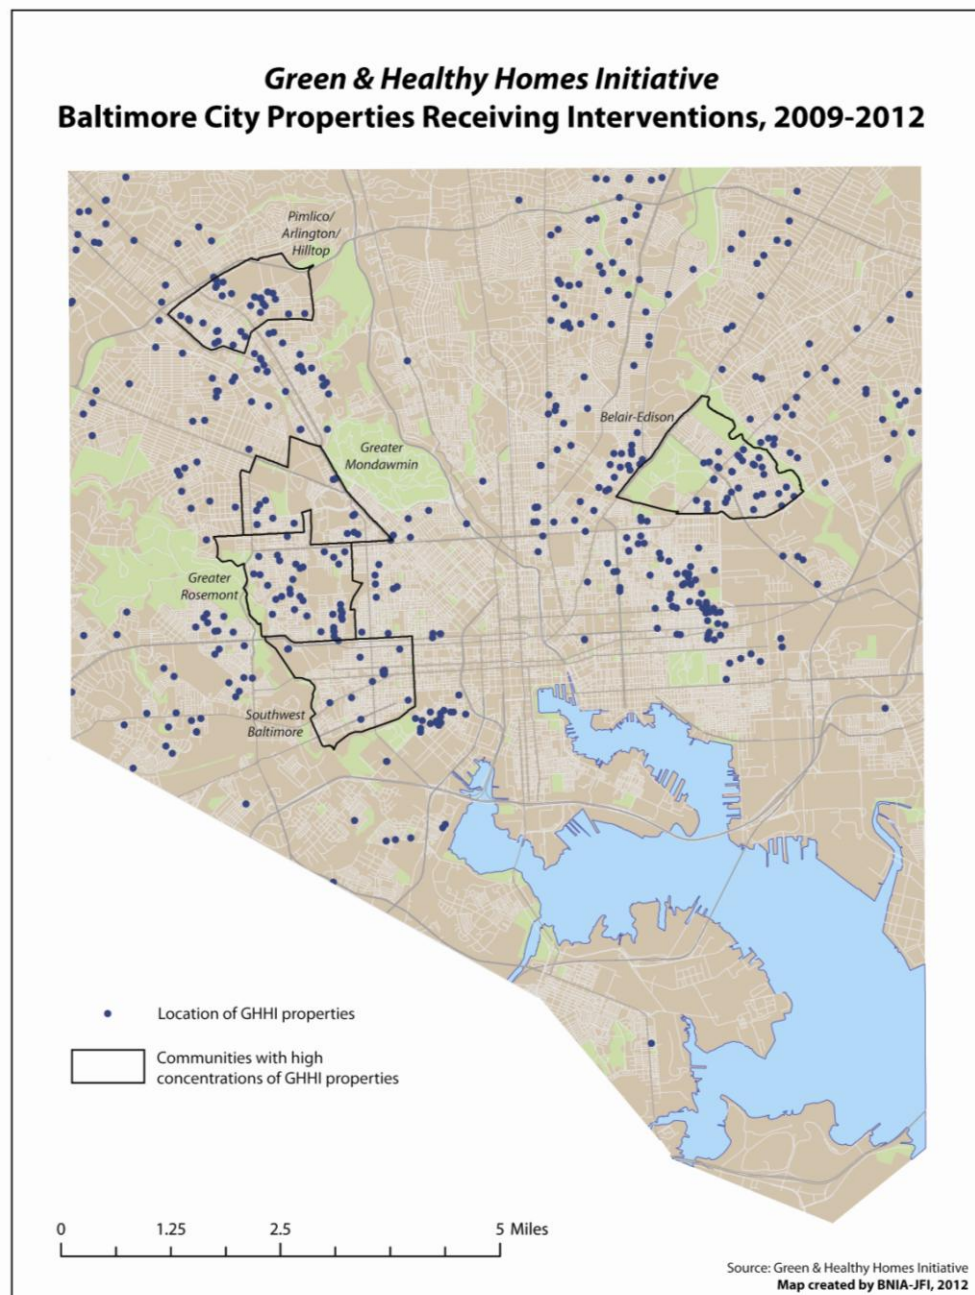 Green & Healthy Homes Initiative
Baltimore City Properties Receiving Interventions, 2009-2012
Pimlico/
Arlington/
Hilltop
Belair-Edison
Greater
Mondawmin
Greater
Rosemont
Southwest
Baltimore
Location of GHHI properties
Communities with high
concentrations of GHHI properties
0 1.25 2.5 5 Miles
Source: Green & Healthy Homes Initiative
Map created by BNIA-JFI, 2012